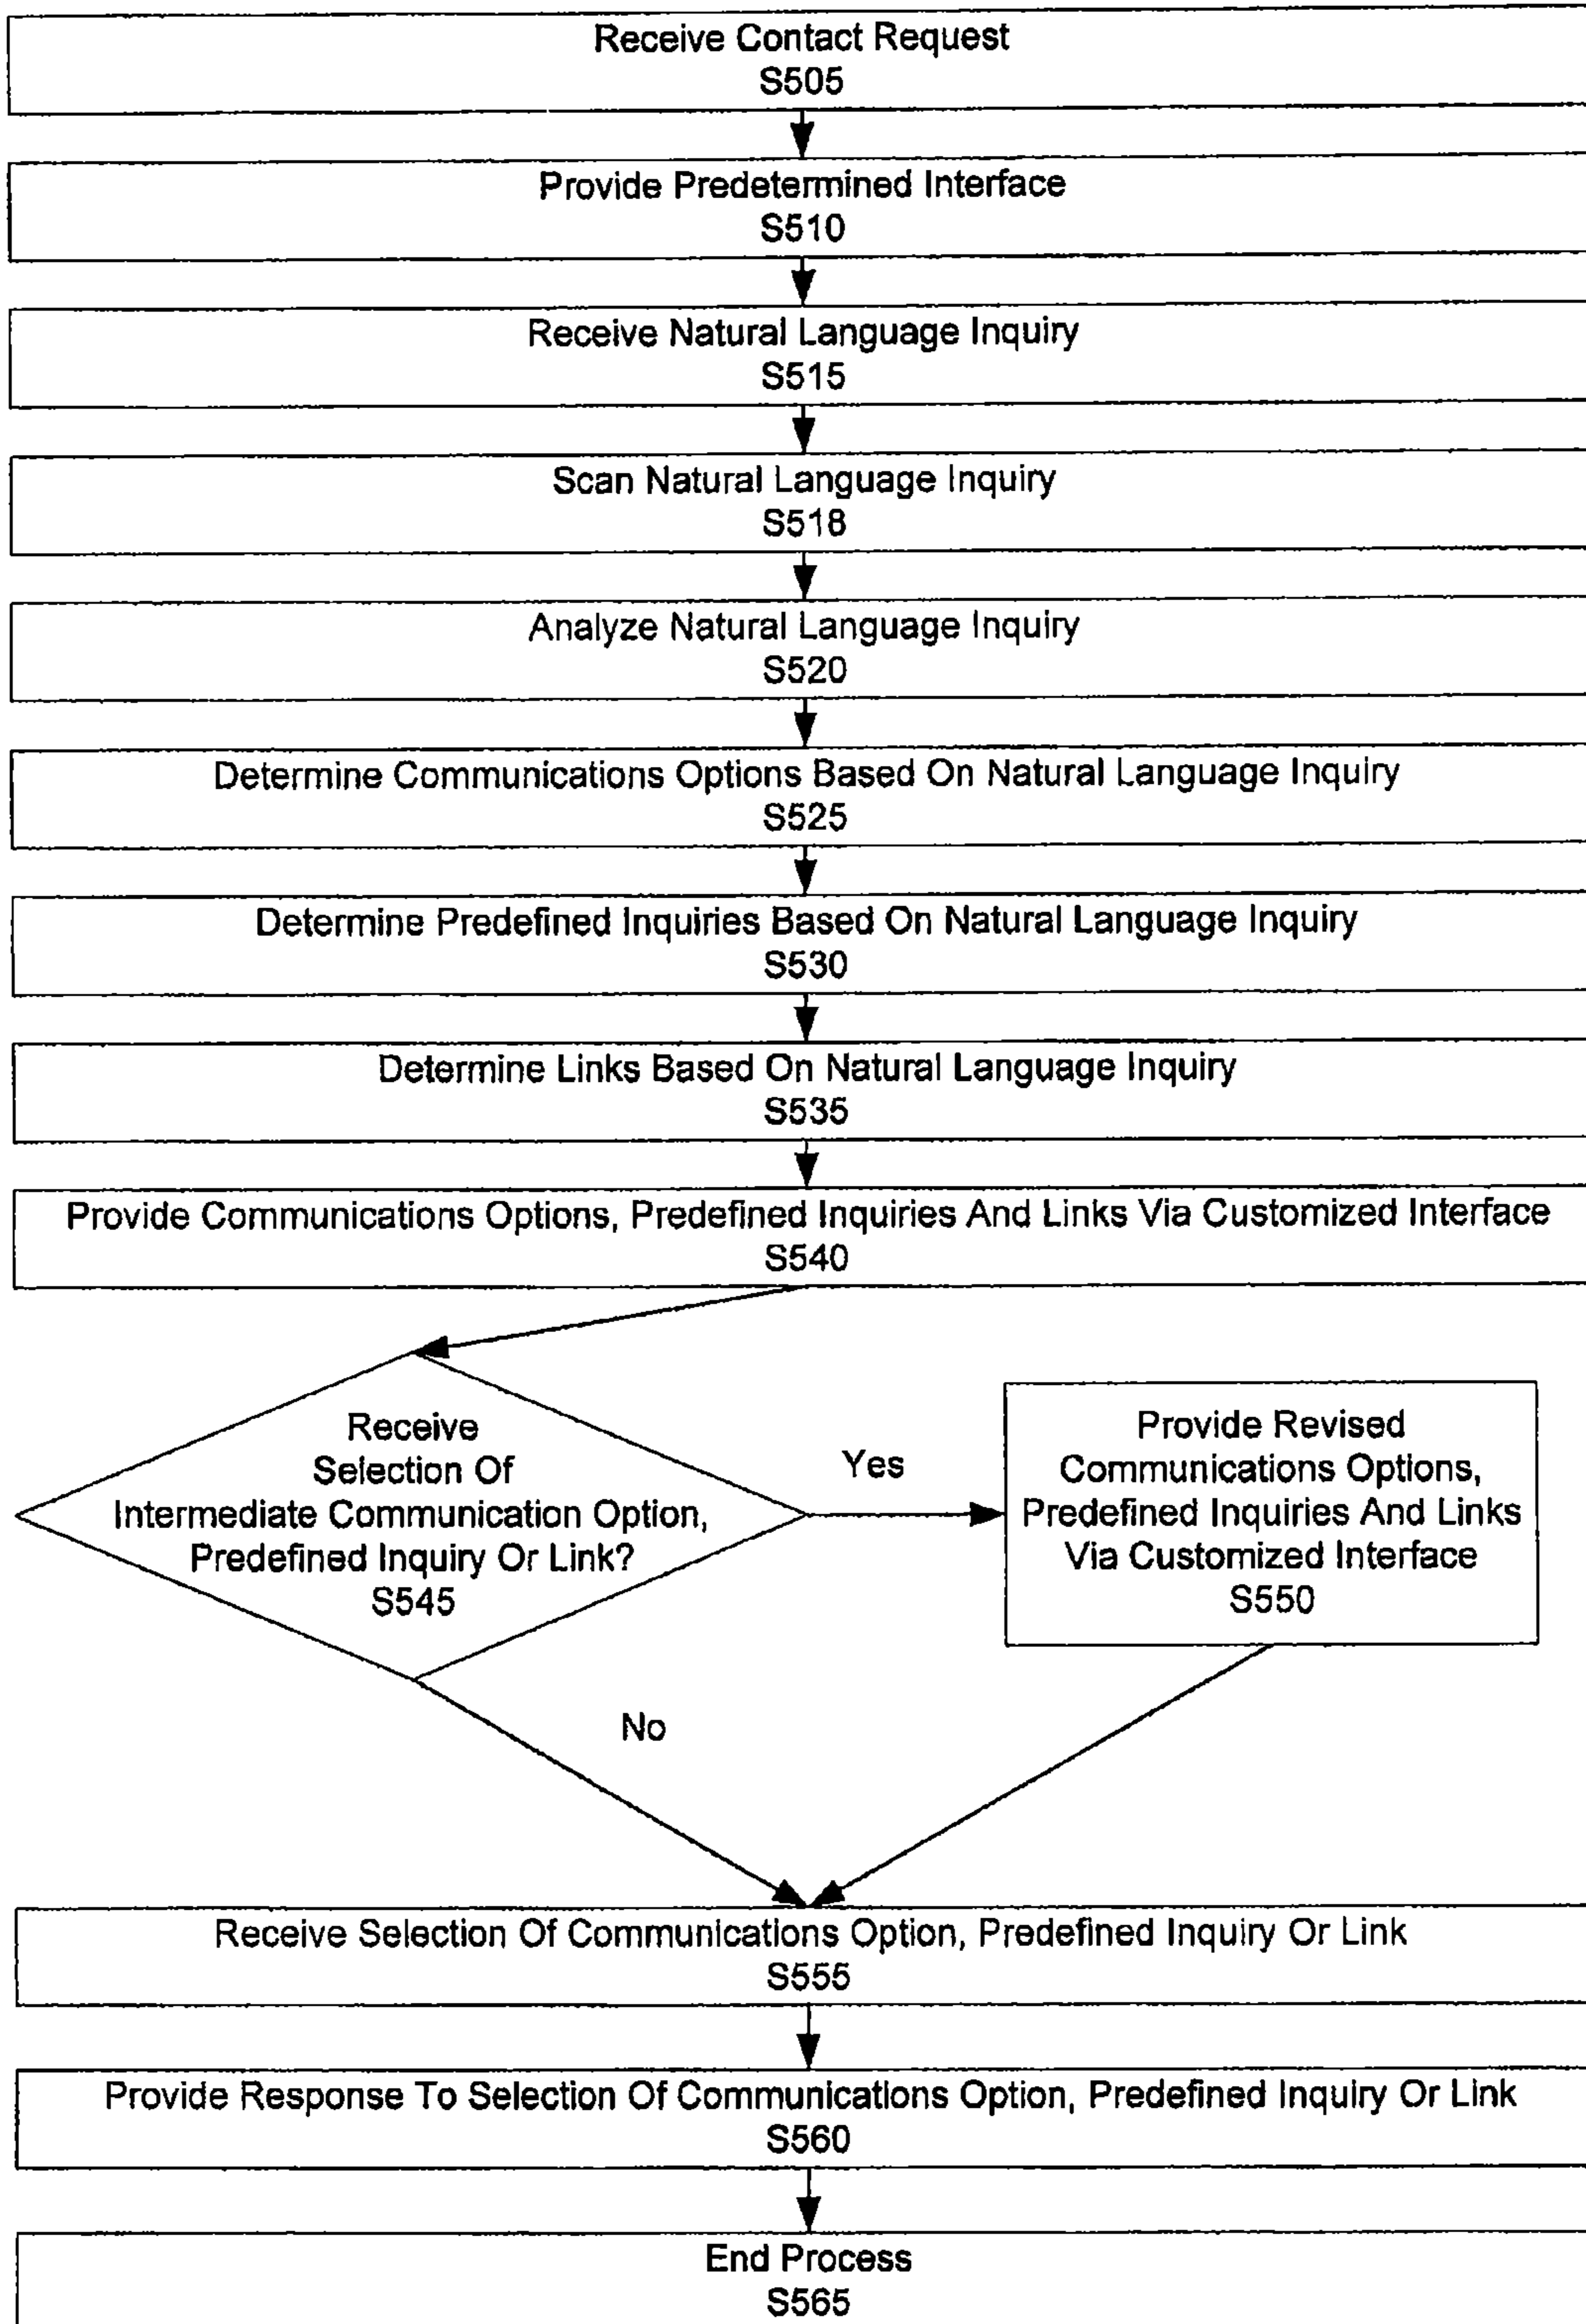 Receive Contact Request
S505
Provide Predetermined Interface
S510
Receive Natural Language Inquiry
S515
Scan Natural Language Inquiry
S518
Analyze Natural Language Inquiry
S520
Determine Communications Options Based On Natural Language Inquiry
S525
Determine Predefined Inquiries Based On Natural Language Inquiry
S530
Determine Links Based On Natural Language Inquiry
S535
Provide Communications Options, Predefined Inquiries And Links Via Customized Interface
S540
Receive
Selection Of
Intermediate Communication Option,
Predefined Inquiry Or Link?
S545
Yes
Provide Revised
Communications Options,
Predefined Inquiries And Links
Via Customized Interface
S550
No
Receive Selection Of Communications Option, Predefined Inquiry Or Link
S555
Provide Response To Selection Of Communications Option, Predefined Inquiry Or Link
S560
End Process
S565